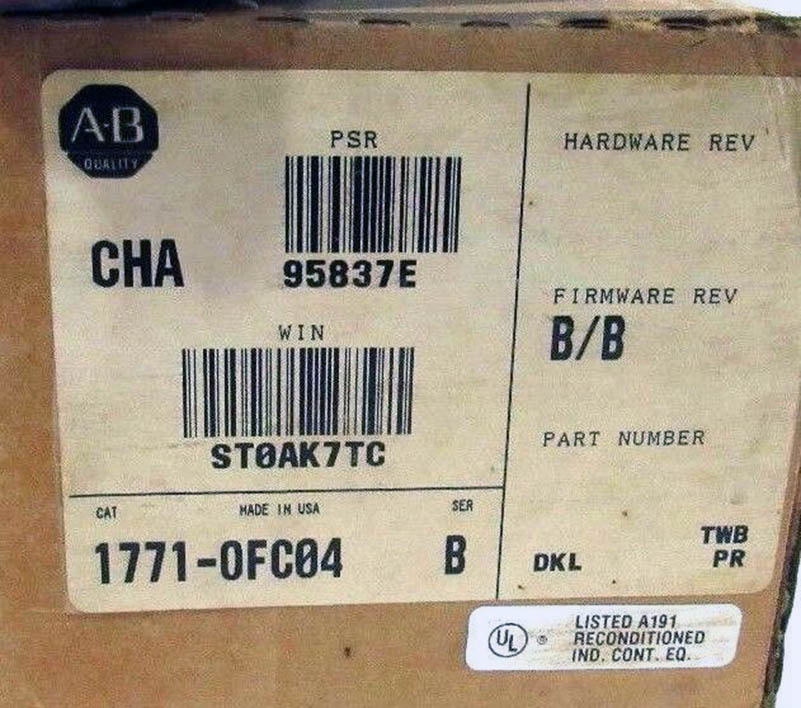 A·B
QUALITY
PSR
HARDWARE REV
CHA
95837E
FIRMWARE REV
B/B
WIN
ST0AK7TC
PART NUMBER
CAT MADE IN USA SER
1771-OFC04 B
DKL
TWB
PR
UL ®
LISTED A191
RECONDITIONED
IND. CONT. EQ.